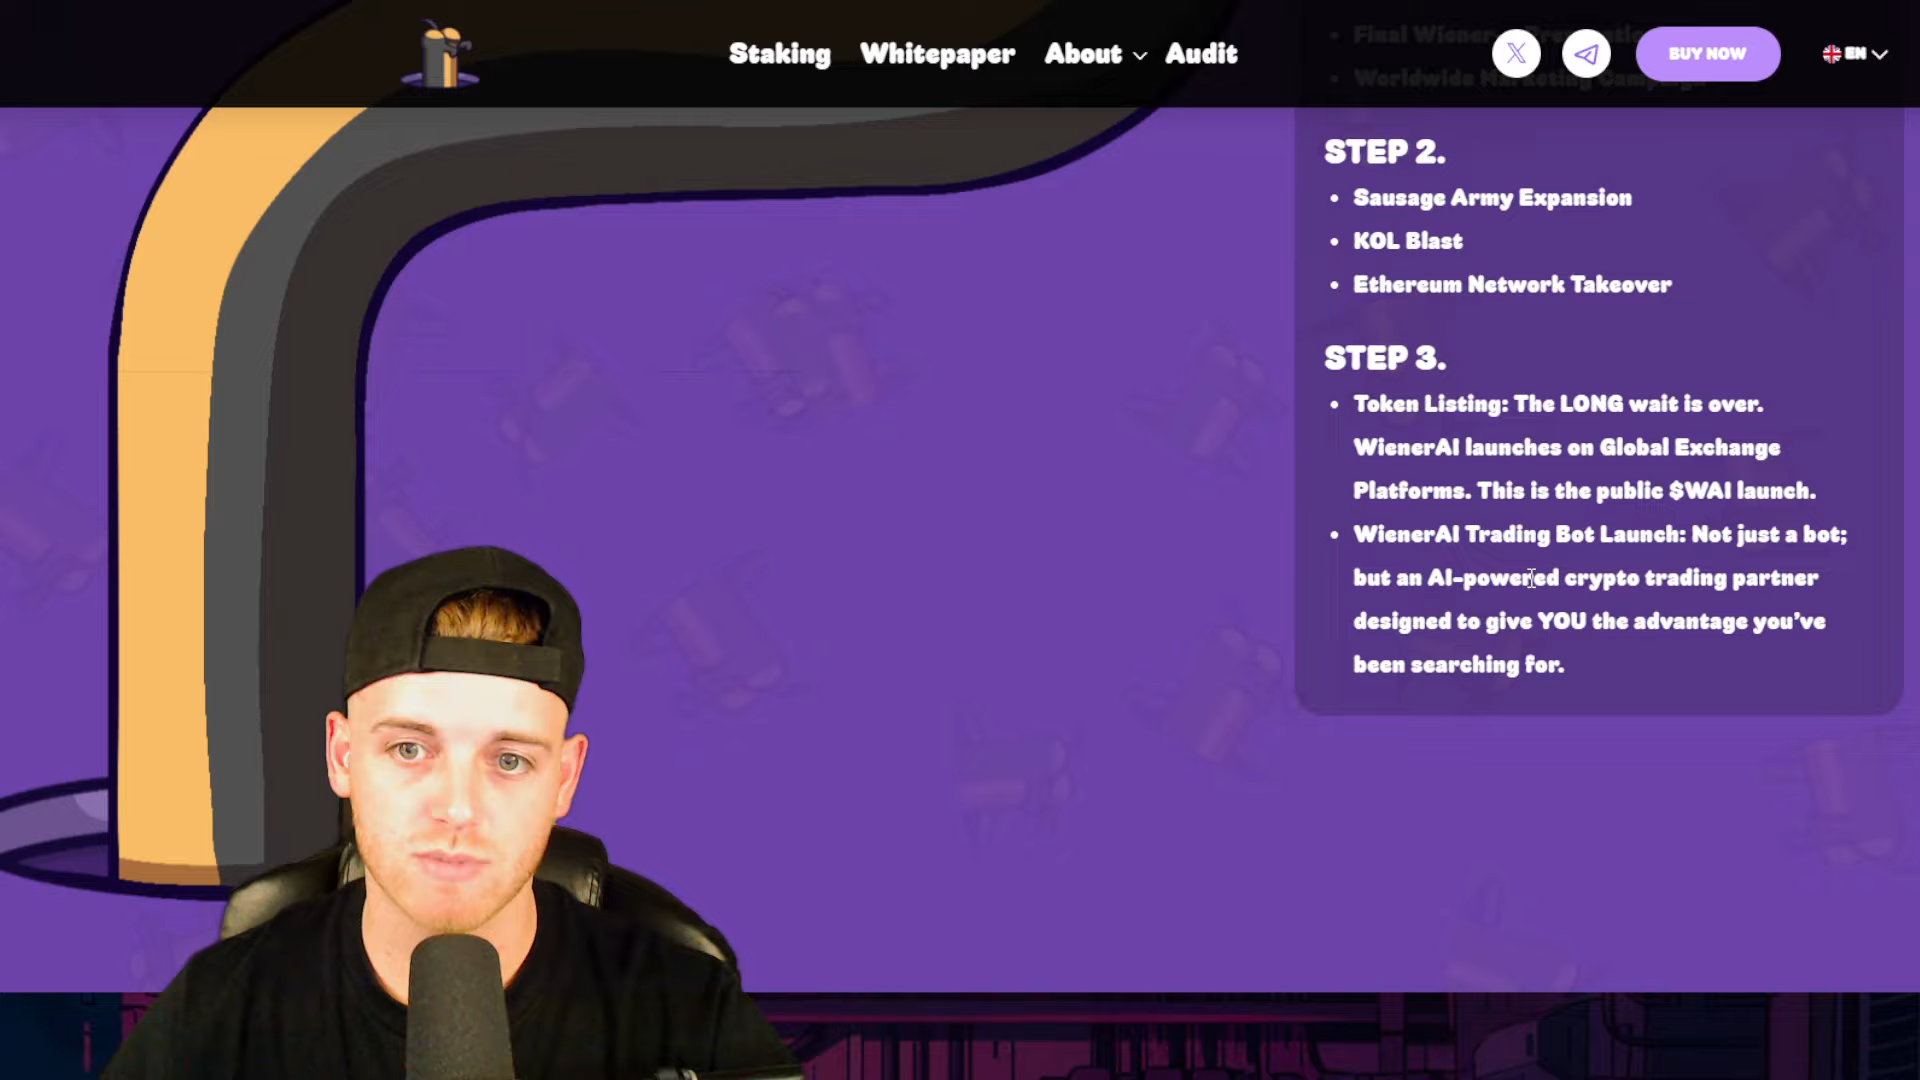 Staking Whitepaper About Audit BUY NOW EN
Worldwide Marketing Campaign
STEP 2.
Sausage Army Expansion
KOL Blast
Ethereum Network Takeover
STEP 3.
Token Listing: The LONG wait is over.
WienerAI launches on Global Exchange
Platforms. This is the public $WAI launch.
WienerAI Trading Bot Launch: Not just a bot;
but an AI-powered crypto trading partner
designed to give YOU the advantage you’ve
been searching for.